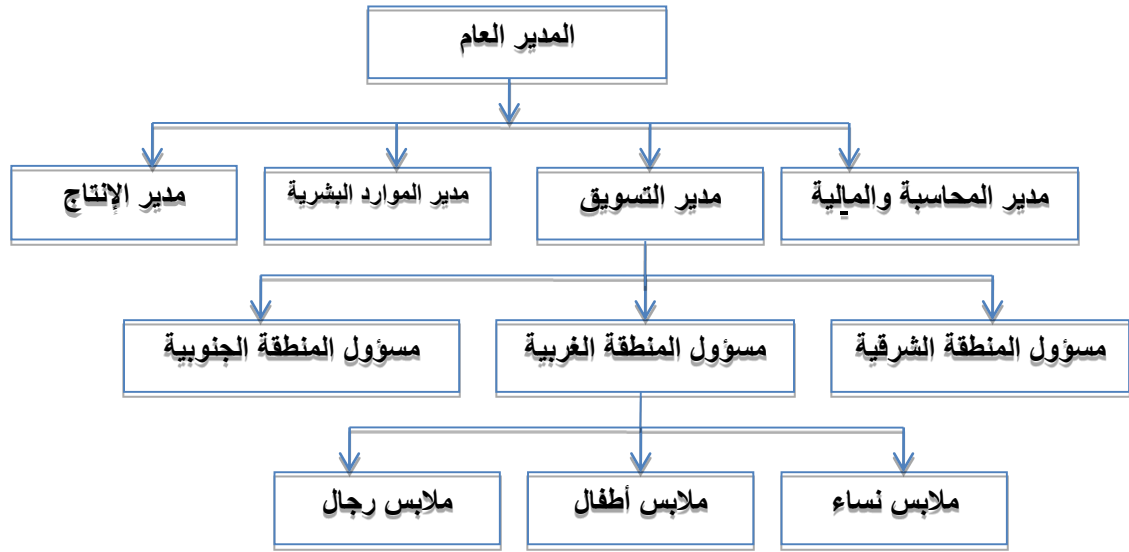 المدير العام
مدير المحاسبة والمالية
مدير التسويق
مدير الموارد البشرية
مدير الإنتاج
مسؤول المنطقة الشرقية
مسؤول المنطقة الغربية
مسؤول المنطقة الجنوبية
ملابس نساء
ملابس أطفال
ملابس رجال